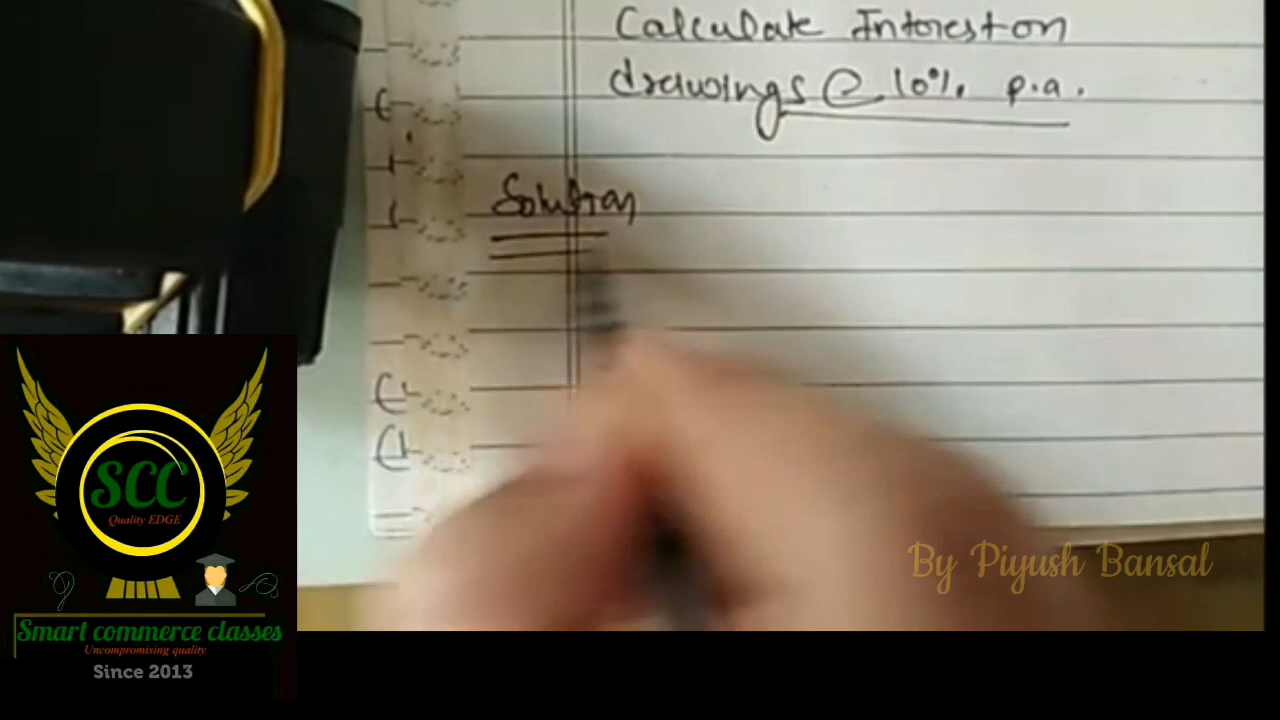 Calculate Interest on
drawings @ 10% p.a.
Solution
SCC
Quality EDGE
Smart commerce classes
Uncompromising quality
Since 2013
By Piyush Bansal